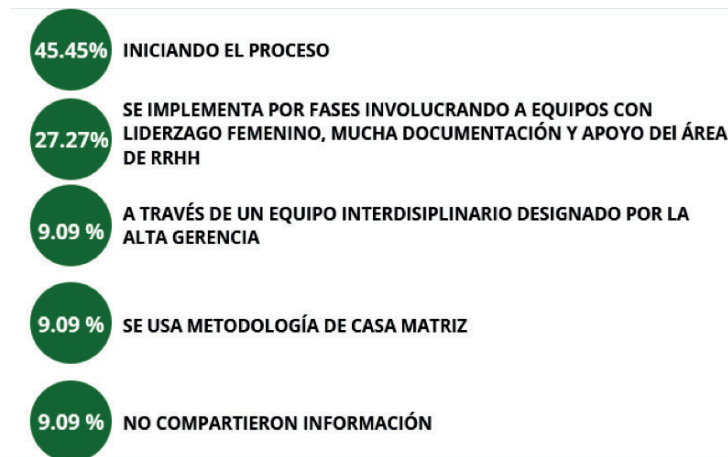 45.45% INICIANDO EL PROCESO
SE IMPLEMENTA POR FASES INVOLUCRANDO A EQUIPOS CON
27.27% LIDERZAGO FEMENINO, MUCHA DOCUMENTACIÓN Y APOYO DEl ÁREA
DE RRHH
A TRAVÉS DE UN EQUIPO INTERDISIPLINARIO DESIGNADO POR LA
9.09 % ALTA GERENCIA
9.09 % SE USA METODOLOGÍA DE CASA MATRIZ
9.09 % NO COMPARTIERON INFORMACIÓN